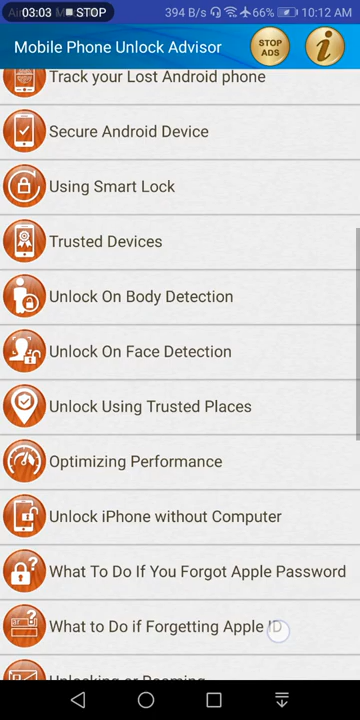 03:03 STOP 394 B/s 66% 10:12 AM
Mobile Phone Unlock Advisor
STOP
ADS
i
Track your Lost Android phone
Secure Android Device
Using Smart Lock
Trusted Devices
Unlock On Body Detection
Unlock On Face Detection
Unlock Using Trusted Places
Optimizing Performance
Unlock iPhone without Computer
What To Do If You Forgot Apple Password
What to Do if Forgetting Apple ID
Unlocking or Roaming